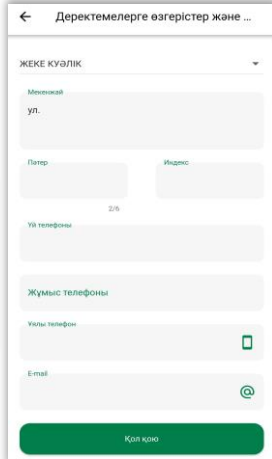 Деректемелерге өзгерістер және ...
ЖЕКЕ КУӘЛІК
Мекенжай
ул.
Пәтер
Индекс
2/6
Үй телефоны
Жұмыс телефоны
Ұялы телефон
E-mail
@
Қол қою